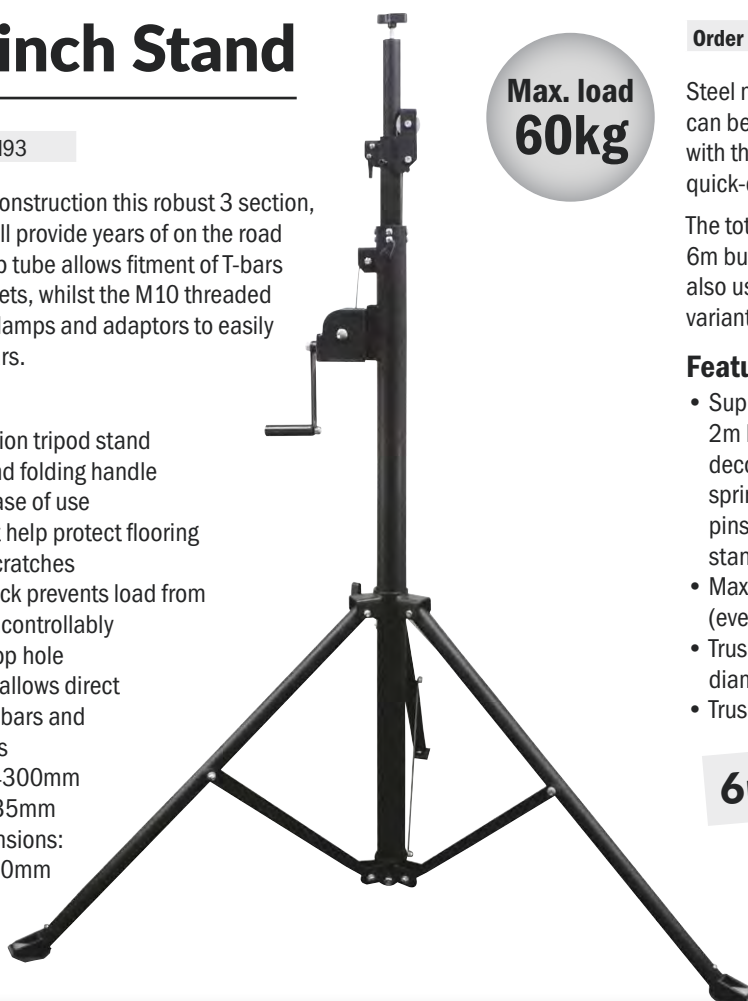 inch Stand
193
onstruction this robust 3 section,
ll provide years of on the road
p tube allows fitment of T-bars
ets, whilst the M10 threaded
lamps and adaptors to easily
rs.
ion tripod stand
nd folding handle
ase of use
t help protect flooring
cratches
ck prevents load from
controllably
op hole
allows direct
bars and
s
300mm
35mm
nsions:
0mm
Max. load
60kg
Order
Steel
can be
with th
quick-
The tot
6m bu
also us
variant
Featu
• Sup
2m
deco
sprin
pins
stan
• Max
(eve
• Trus
diam
• Trus
6